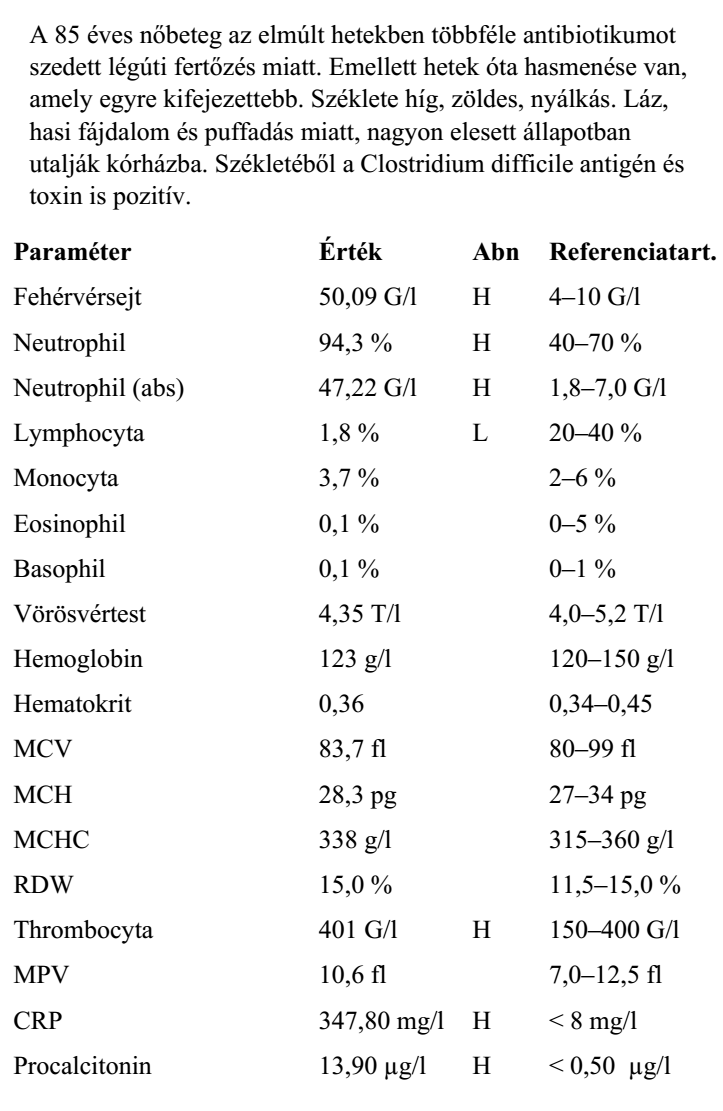 A 85 éves nőbeteg az elmúlt hetekben többféle antibiotikumot
szedett légúti fertőzés miatt. Emellett hetek óta hasmenése van,
amely egyre kifejezettebb. Széklete híg, zöldes, nyálkás. Láz,
hasi fájdalom és puffadás miatt, nagyon elesett állapotban
utalják kórházba. Székletéből a Clostridium difficile antigén és
toxin is pozitív.
Paraméter Érték Abn Referenciatart.
Fehérvérsejt 50,09 G/l H 4–10 G/l
Neutrophil 94,3 % H 40–70 %
Neutrophil (abs) 47,22 G/l H 1,8–7,0 G/l
Lymphocyta 1,8 % L 20–40 %
Monocyta 3,7 % 2–6 %
Eosinophil 0,1 % 0–5 %
Basophil 0,1 % 0–1 %
Vörösvértest 4,35 T/l 4,0–5,2 T/l
Hemoglobin 123 g/l 120–150 g/l
Hematokrit 0,36 0,34–0,45
MCV 83,7 fl 80–99 fl
MCH 28,3 pg 27–34 pg
MCHC 338 g/l 315–360 g/l
RDW 15,0 % 11,5–15,0 %
Thrombocyta 401 G/l H 150–400 G/l
MPV 10,6 fl 7,0–12,5 fl
CRP 347,80 mg/l H < 8 mg/l
Procalcitonin 13,90 µg/l H < 0,50 µg/l